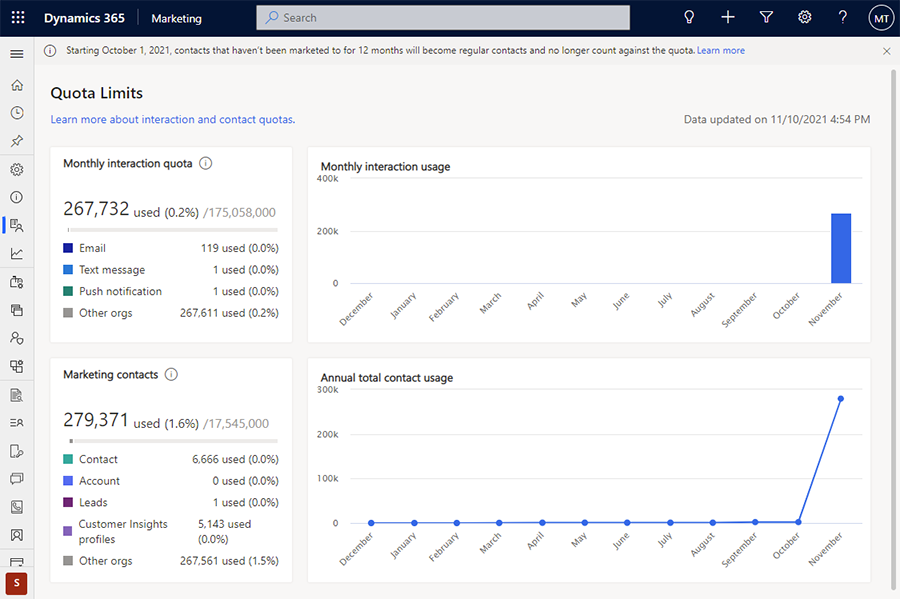 Dynamics 365 Marketing Search MT
Starting October 1, 2021, contacts that haven't been marketed to for 12 months will become regular contacts and no longer count against the quota. Learn more
Quota Limits
Learn more about interaction and contact quotas.
Data updated on 11/10/2021 4:54 PM
Monthly interaction quota
267,732 used (0.2%) /175,058,000
Email 119 used (0.0%)
Text message 1 used (0.0%)
Push notification 1 used (0.0%)
Other orgs 267,611 used (0.2%)
Monthly interaction usage
400k
200k
0
December January February March April May June July August September October November
Marketing contacts
279,371 used (1.6%) /17,545,000
Contact 6,666 used (0.0%)
Account 0 used (0.0%)
Leads 1 used (0.0%)
Customer Insights 5,143 used
profiles (0.0%)
Other orgs 267,561 used (1.5%)
Annual total contact usage
300k
200k
100k
0
December January February March April May June July August September October November
S